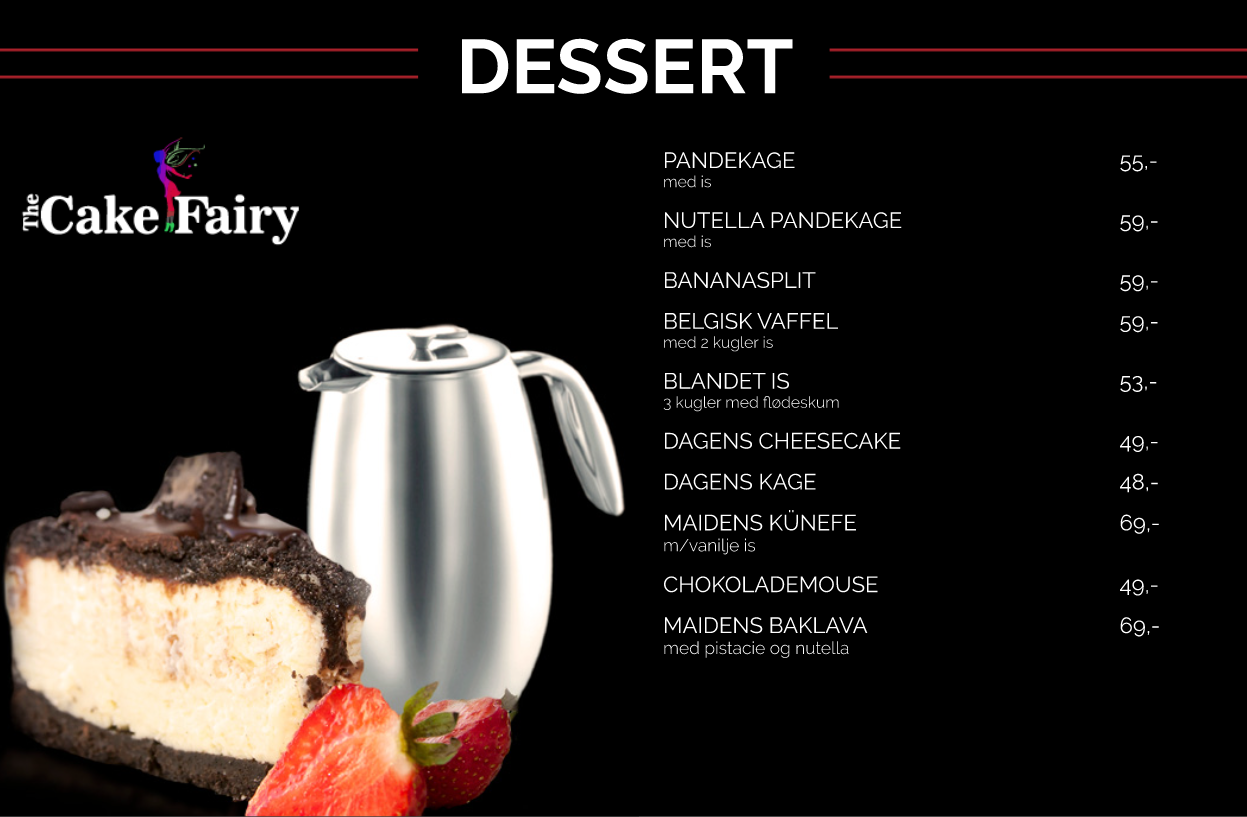 DESSERT
The Cake Fairy
PANDEKAGE 55,-
med is
NUTELLA PANDEKAGE 59,-
med is
BANANASPLIT 59,-
BELGISK VAFFEL 59,-
med 2 kugler is
BLANDET IS 53,-
3 kugler med flødeskum
DAGENS CHEESECAKE 49,-
DAGENS KAGE 48,-
MAIDENS KÜNEFE 69,-
m/vanilje is
CHOKOLADEMOUSE 49,-
MAIDENS BAKLAVA 69,-
med pistacie og nutella